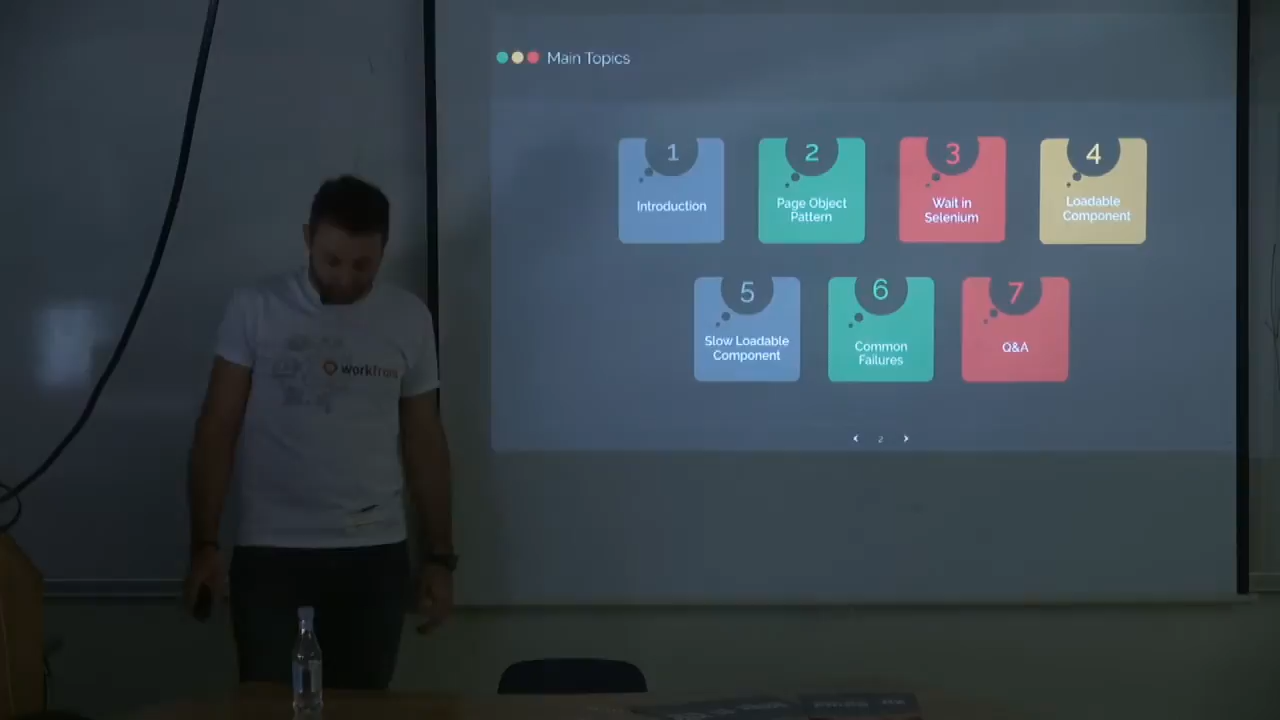 Main Topics
1
Introduction
2
Page Object
Pattern
3
Wait in
Selenium
4
Loadable
Component
5
Slow Loadable
Component
6
Common
Failures
7
Q&A
2
workfront